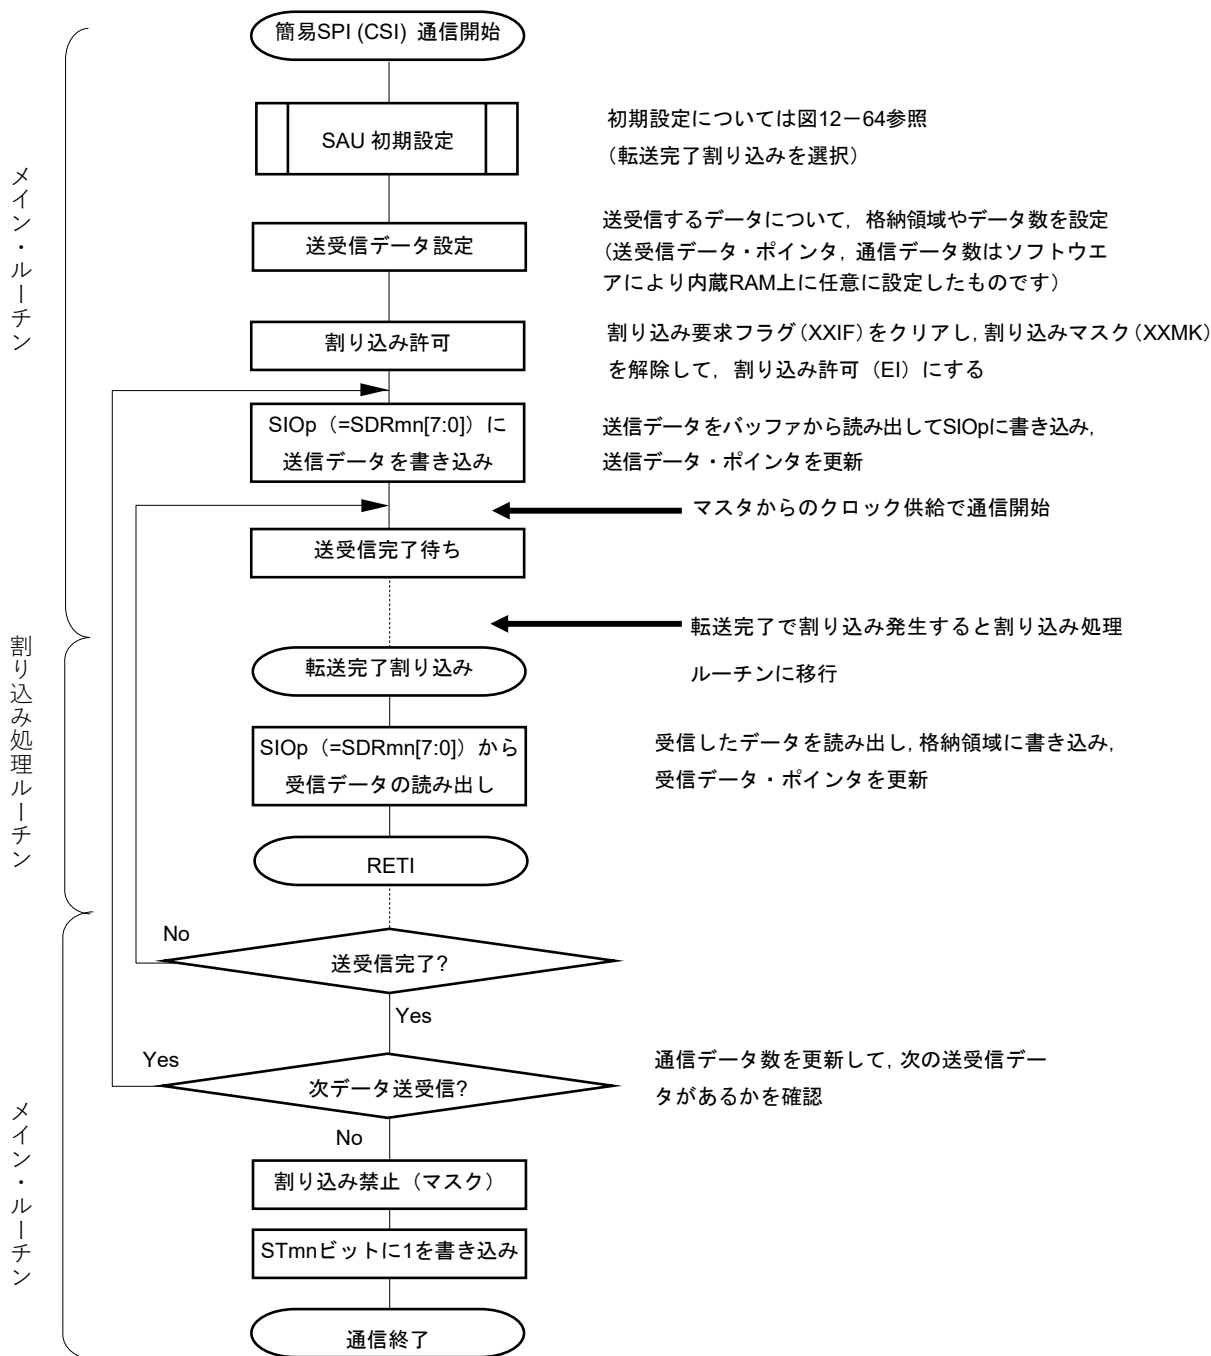 簡易SPI (CSI) 通信開始
SAU 初期設定
初期設定については図12－64参照
（転送完了割り込みを選択）
メイン・ルーチン
送受信データ設定
送受信するデータについて，格納領域やデータ数を設定
（送受信データ・ポインタ，通信データ数はソフトウエ
アにより内蔵RAM上に任意に設定したものです）
割り込み許可
割り込み要求フラグ（XXIF）をクリアし，割り込みマスク（XXMK）
を解除して，割り込み許可（EI）にする
SIOp（=SDRmn[7:0]）に
送信データを書き込み
送信データをバッファから読み出してSIOpに書き込み，
送信データ・ポインタを更新
マスタからのクロック供給で通信開始
送受信完了待ち
転送完了で割り込み発生すると割り込み処理
ルーチンに移行
割り込み処理ルーチン
転送完了割り込み
SIOp（=SDRmn[7:0]）から
受信データの読み出し
受信したデータを読み出し，格納領域に書き込み，
受信データ・ポインタを更新
RETI
No
送受信完了?
Yes
Yes
次データ送受信?
通信データ数を更新して，次の送受信デー
タがあるかを確認
No
メイン・ルーチン
割り込み禁止（マスク）
STmnビットに1を書き込み
通信終了